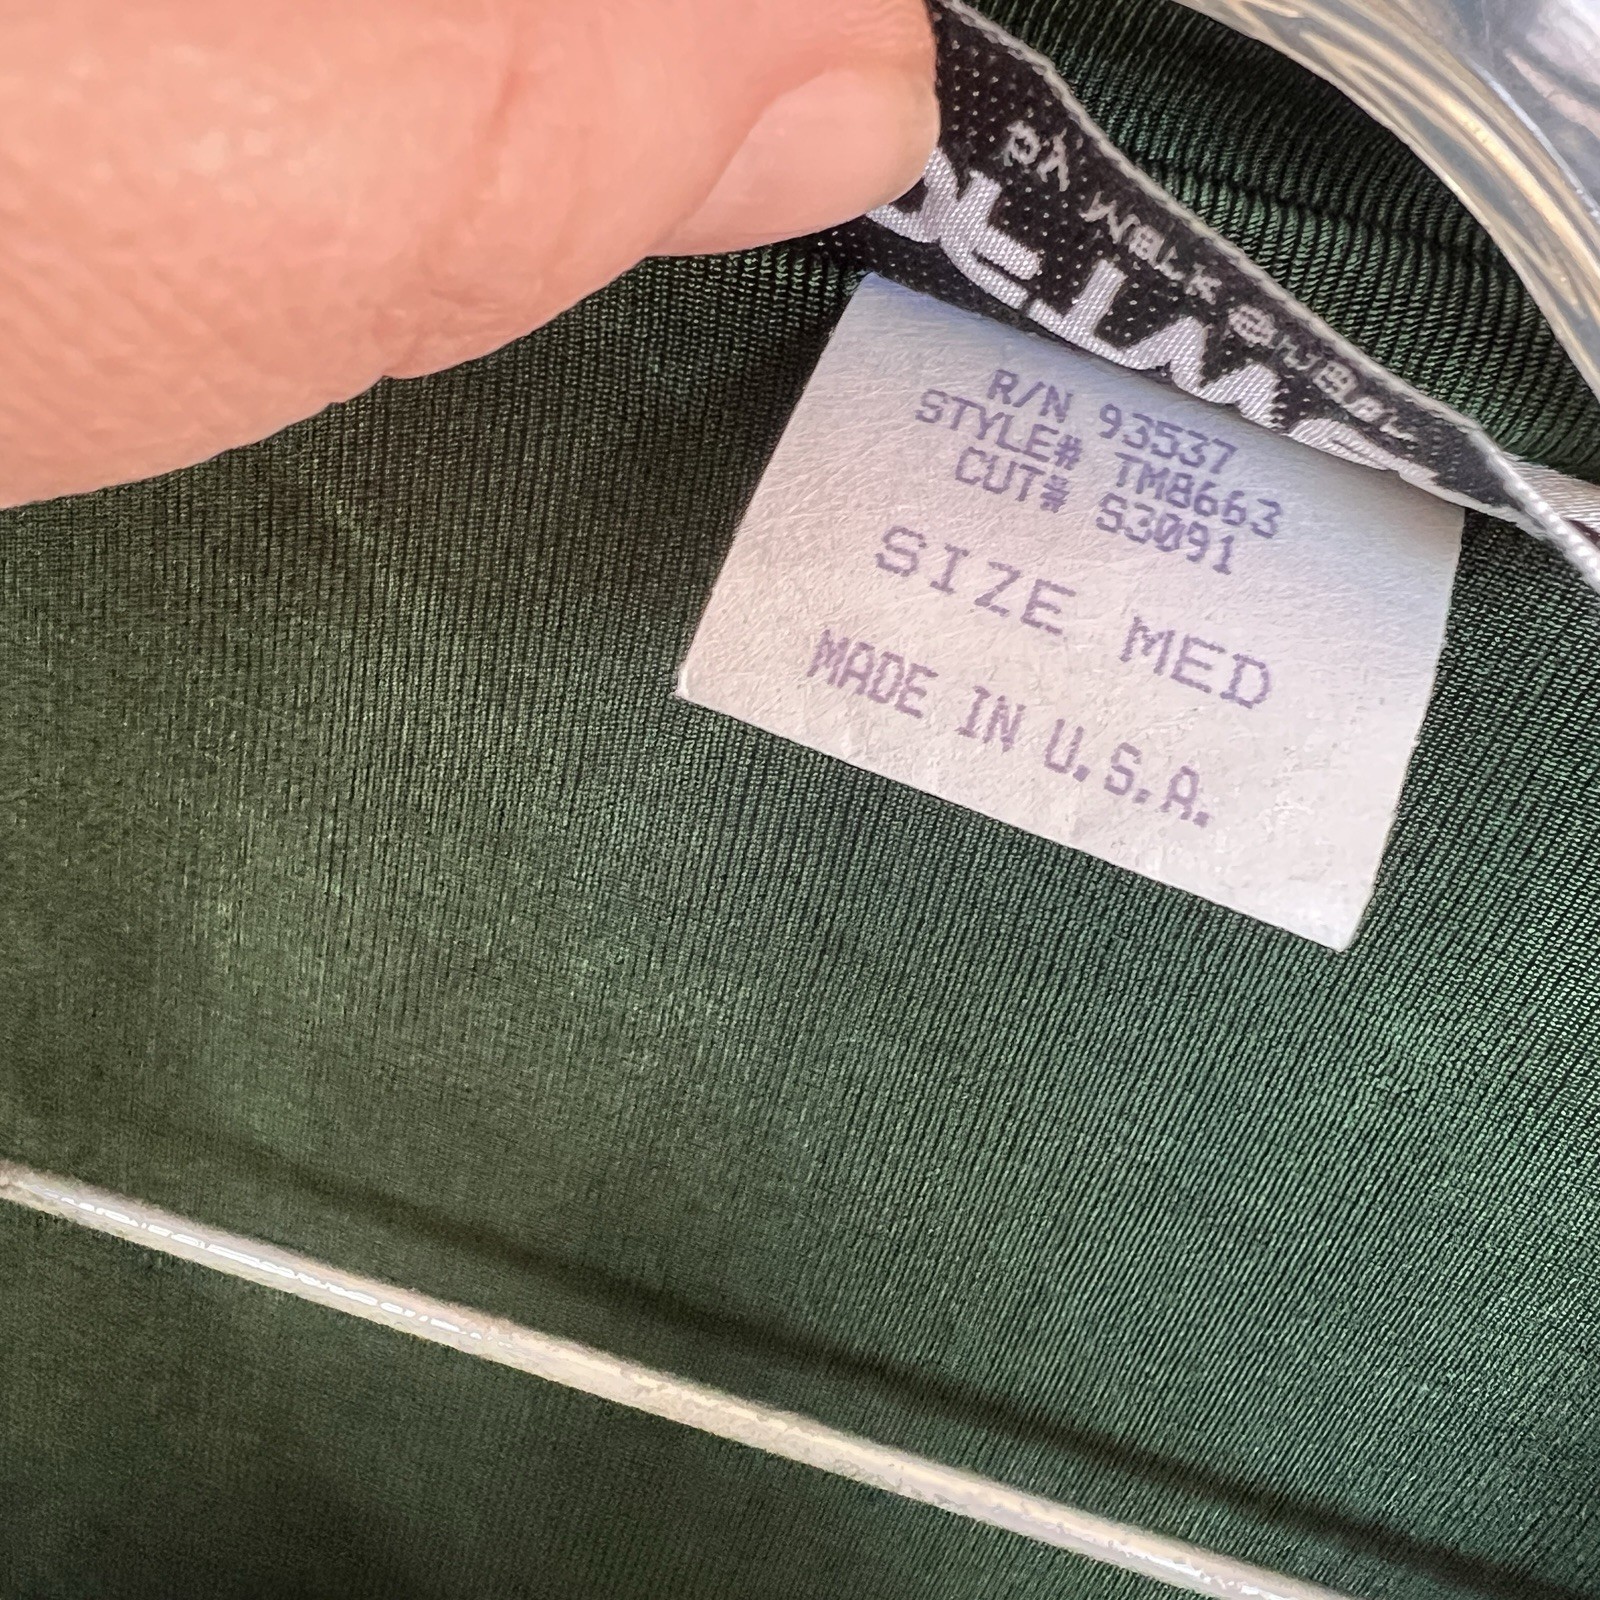 R/N 93537
STYLE# TM8663
CUT# S3091
SIZE MED
MADE IN U.S.A.